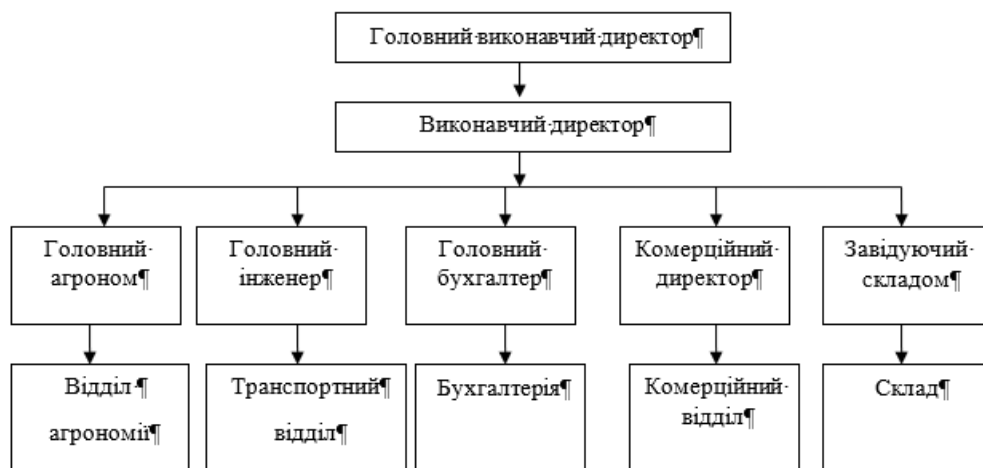 Головний·виконавчий·директор¶
Виконавчий·директор¶
Головний·
агроном¶
Головний·
інженер¶
Головний·
бухгалтер¶
Комерційний·
директор¶
Завідуючий·
складом¶
Відділ·¶
агрономії¶
Транспортний¶
відділ¶
Бухгалтерія¶
Комерційний·
відділ¶
Склад¶